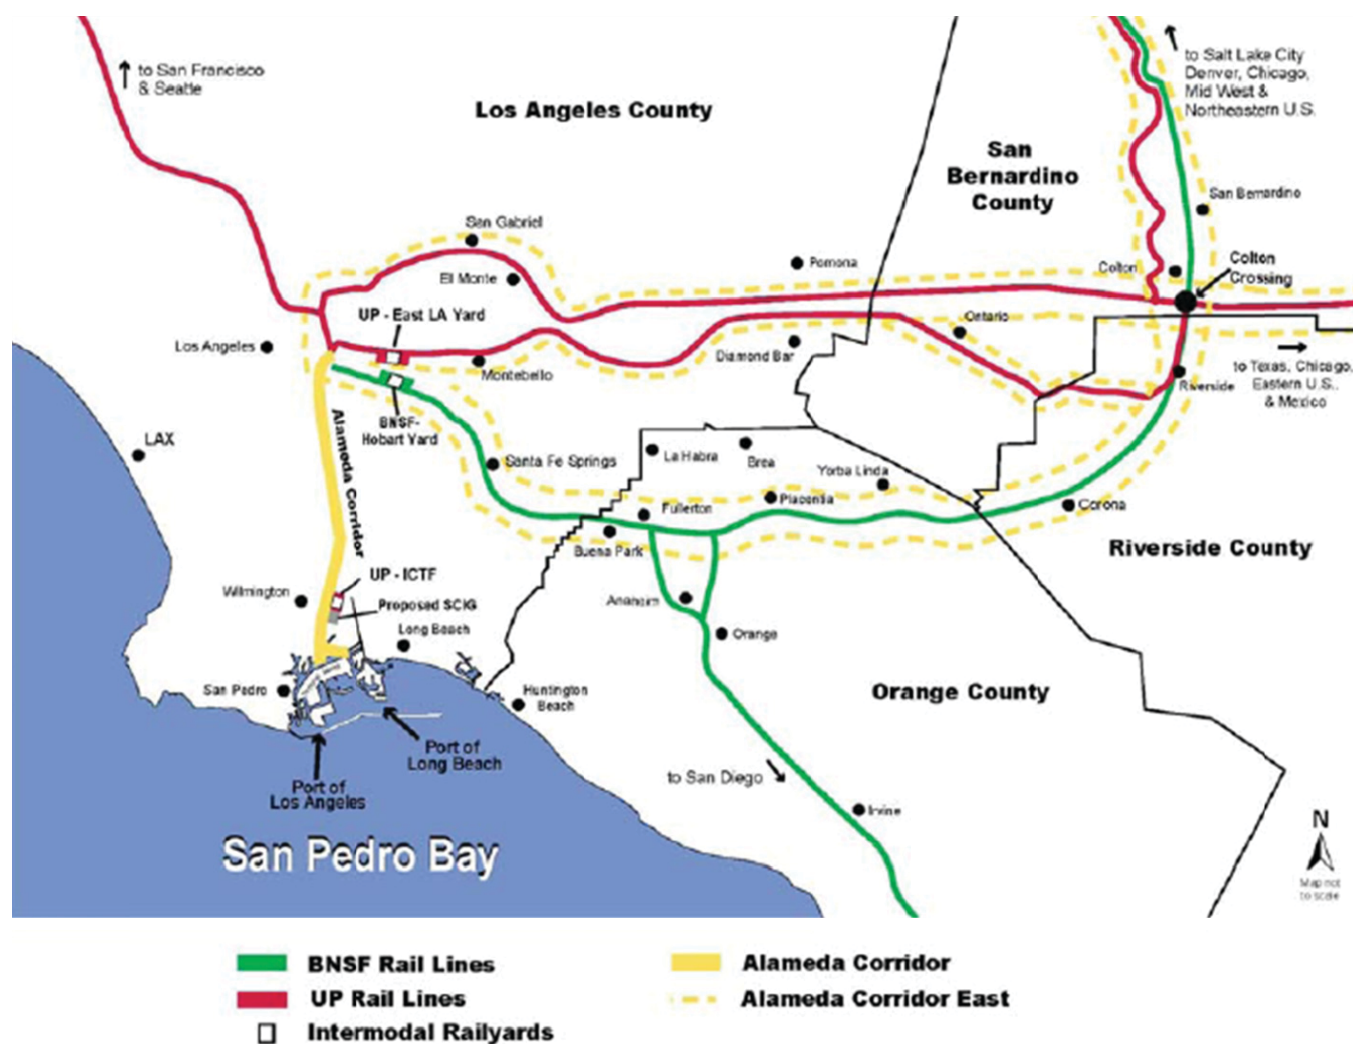 to San Francisco
& Seattle
Los Angeles County
San
Bernardino
County
to Salt Lake City
Denver, Chicago,
Mid West &
Northeastern U.S.
San Bernardino
San Gabriel
El Monte
Pomona
Colton
Colton
Crossing
UP - East LA Yard
Los Angeles
Montebello
Diamond Bar
Ontario
Riverside
to Texas, Chicago,
Eastern U.S.,
& Mexico
BNSF-
Hobart Yard
Alameda Corridor
LAX
Santa Fe Springs
La Habra
Brea
Yorba Linda
Placentia
Fullerton
Buena Park
Corona
Riverside County
UP - ICTF
Wilmington
Proposed SCIG
Long Beach
Anaheim
Orange
San Pedro
Huntington
Beach
Orange County
Port of
Long Beach
Port of
Los Angeles
to San Diego
Irvine
San Pedro Bay
N
Map not
to scale
BNSF Rail Lines
UP Rail Lines
Intermodal Railyards
Alameda Corridor
Alameda Corridor East